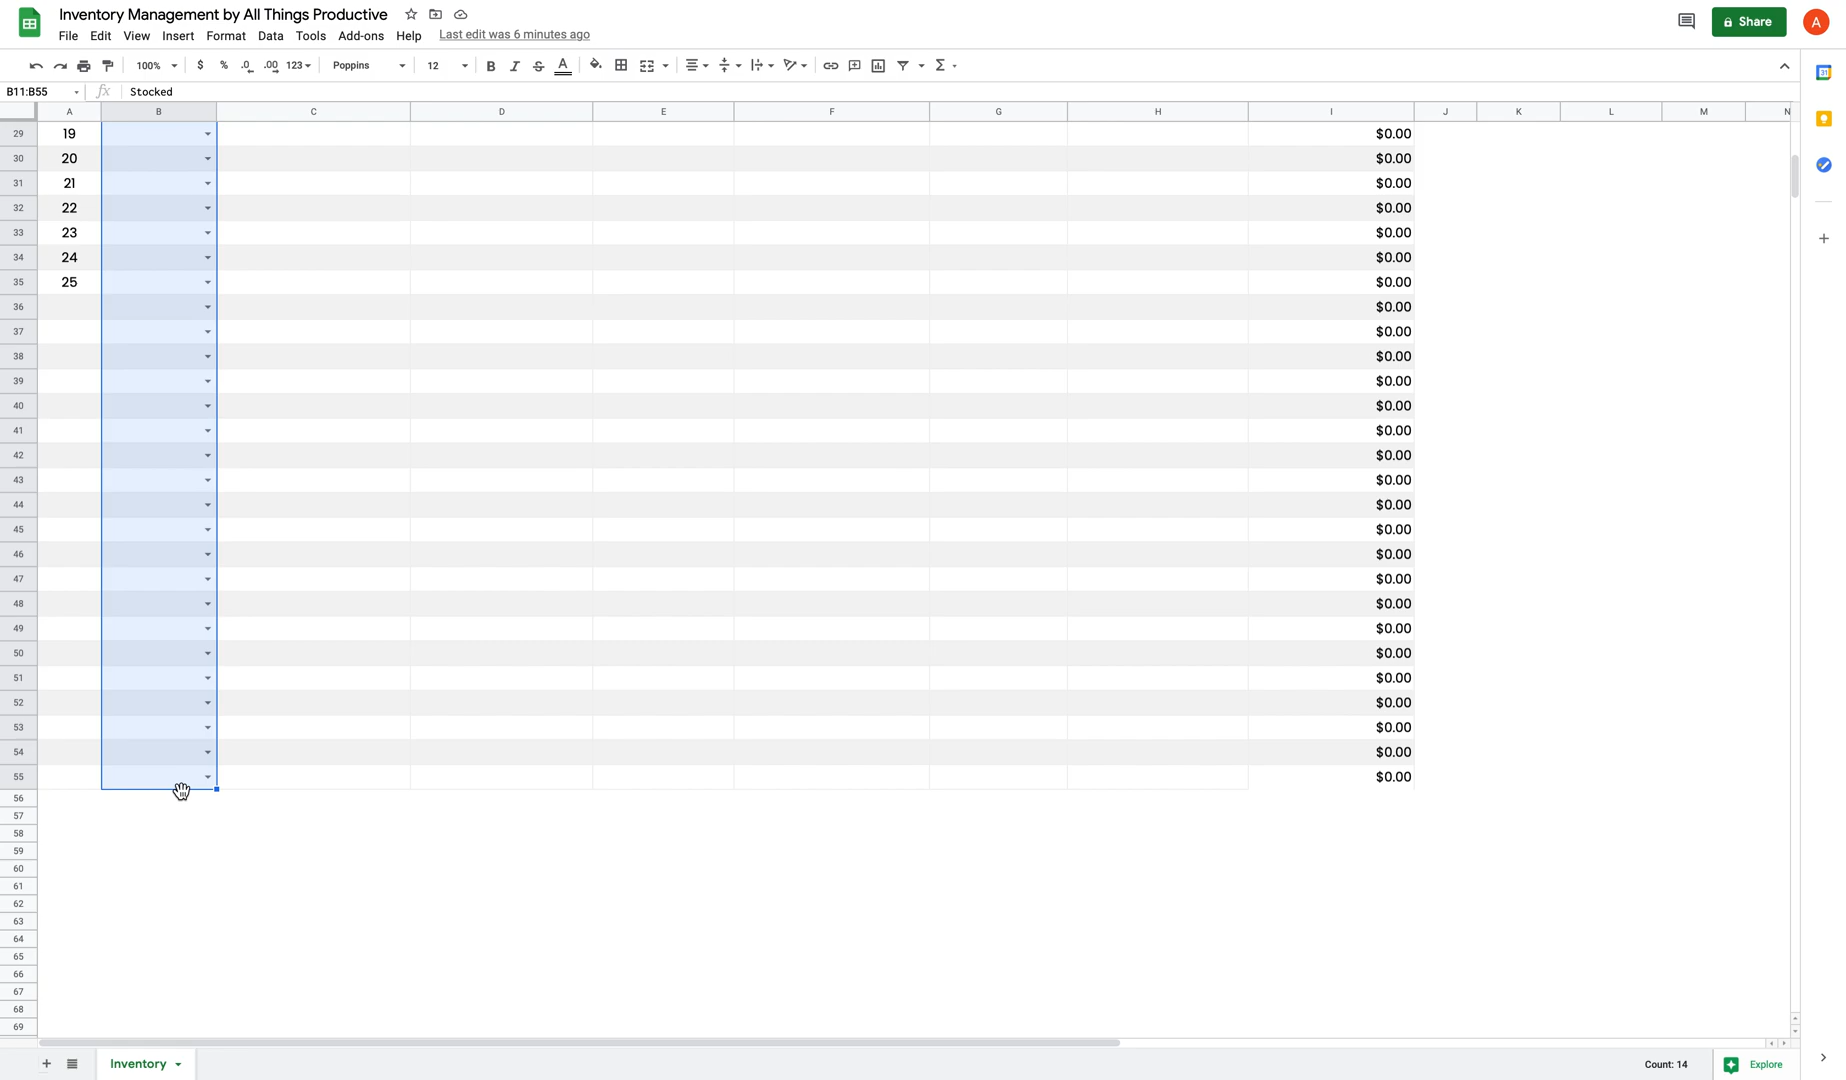 Inventory Management by All Things Productive
File Edit View Insert Format Data Tools Add-ons Help Last edit was 6 minutes ago
Share
A
100% $ % .0 .00 123 Poppins 12 B I S A
31
B11:B55 fx Stocked
A B C D E F G H I J K L M N
29 19 $0.00
30 20 $0.00
31 21 $0.00
32 22 $0.00
33 23 $0.00
34 24 $0.00
35 25 $0.00
36 $0.00
37 $0.00
38 $0.00
39 $0.00
40 $0.00
41 $0.00
42 $0.00
43 $0.00
44 $0.00
45 $0.00
46 $0.00
47 $0.00
48 $0.00
49 $0.00
50 $0.00
51 $0.00
52 $0.00
53 $0.00
54 $0.00
55 $0.00
56
57
58
59
60
61
62
63
64
65
66
67
68
69
Inventory Count: 14 Explore